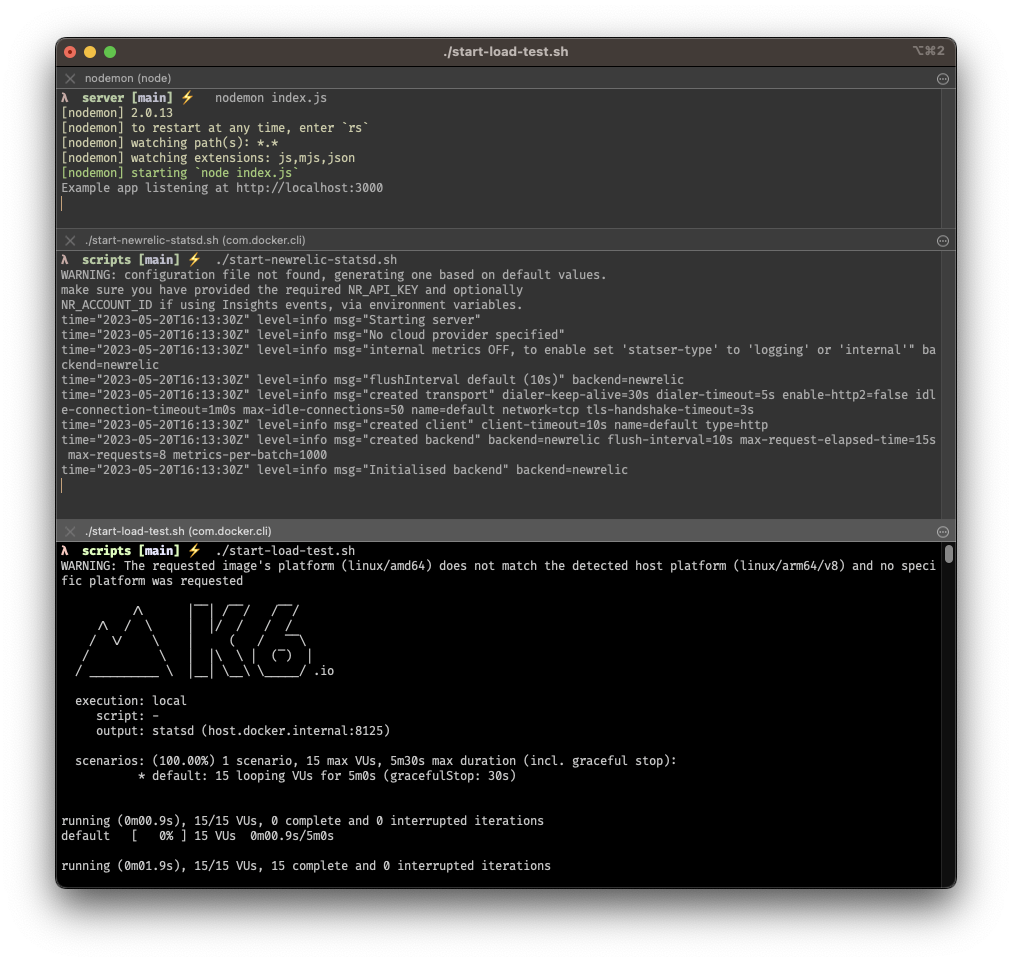 ./start-load-test.sh
⌥⌘2
nodemon (node)
λ server [main] ⚡ nodemon index.js
[nodemon] 2.0.13
[nodemon] to restart at any time, enter `rs`
[nodemon] watching path(s): *.*
[nodemon] watching extensions: js,mjs,json
[nodemon] starting `node index.js`
Example app listening at http://localhost:3000
./start-newrelic-statsd.sh (com.docker.cli)
λ scripts [main] ⚡ ./start-newrelic-statsd.sh
WARNING: configuration file not found, generating one based on default values.
make sure you have provided the required NR_API_KEY and optionally
NR_ACCOUNT_ID if using Insights events, via environment variables.
time="2023-05-20T16:13:30Z" level=info msg="Starting server"
time="2023-05-20T16:13:30Z" level=info msg="No cloud provider specified"
time="2023-05-20T16:13:30Z" level=info msg="internal metrics OFF, to enable set 'statser-type' to 'logging' or 'internal'" ba
ckend=newrelic
time="2023-05-20T16:13:30Z" level=info msg="flushInterval default (10s)" backend=newrelic
time="2023-05-20T16:13:30Z" level=info msg="created transport" dialer-keep-alive=30s dialer-timeout=5s enable-http2=false idl
e-connection-timeout=1m0s max-idle-connections=50 name=default network=tcp tls-handshake-timeout=3s
time="2023-05-20T16:13:30Z" level=info msg="created client" client-timeout=10s name=default type=http
time="2023-05-20T16:13:30Z" level=info msg="created backend" backend=newrelic flush-interval=10s max-request-elapsed-time=15s
max-requests=8 metrics-per-batch=1000
time="2023-05-20T16:13:30Z" level=info msg="Initialised backend" backend=newrelic
./start-load-test.sh (com.docker.cli)
λ scripts [main] ⚡ ./start-load-test.sh
WARNING: The requested image's platform (linux/amd64) does not match the detected host platform (linux/arm64/v8) and no speci
fic platform was requested
K6 .io
execution: local
script: -
output: statsd (host.docker.internal:8125)
scenarios: (100.00%) 1 scenario, 15 max VUs, 5m30s max duration (incl. graceful stop):
* default: 15 looping VUs for 5m0s (gracefulStop: 30s)
running (0m00.9s), 15/15 VUs, 0 complete and 0 interrupted iterations
default [ 0% ] 15 VUs 0m00.9s/5m0s
running (0m01.9s), 15/15 VUs, 15 complete and 0 interrupted iterations